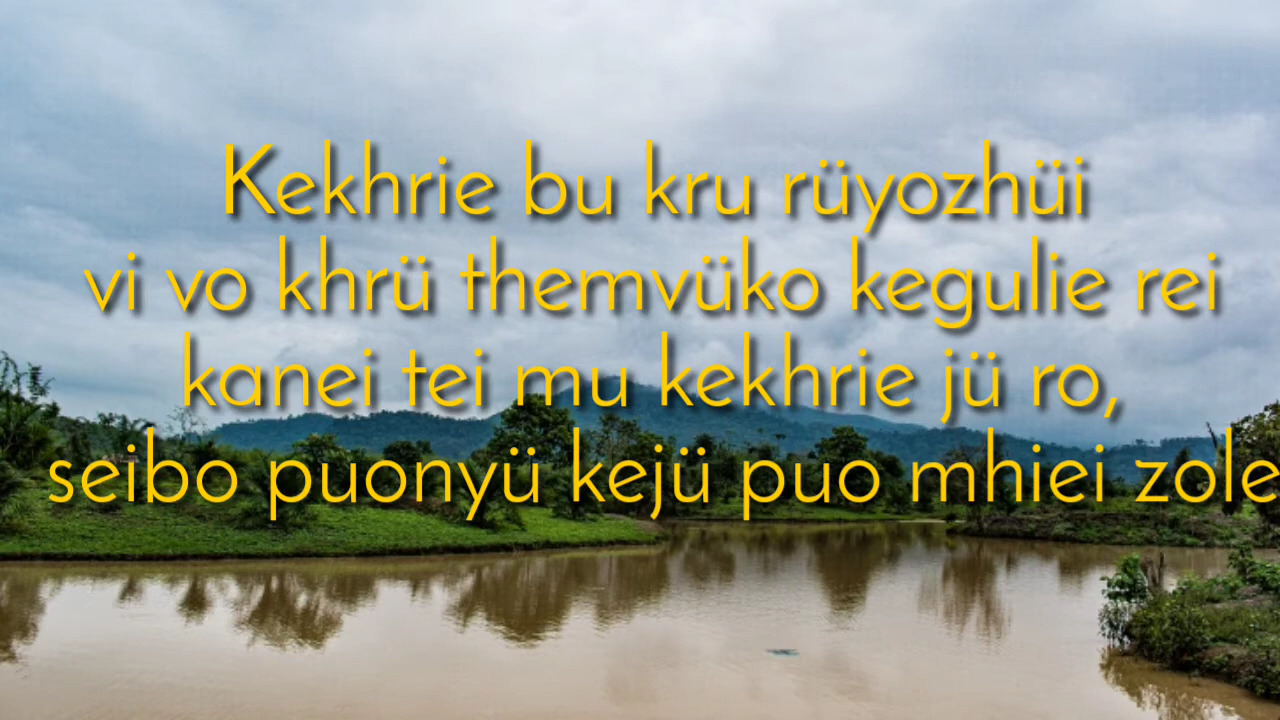 Kekhrie bu kru rüyozhüi
vi vo khrü themvüko kegulie rei
kanei tei mu kekhrie jü ro,
seibo puonyü kejü puo mhiei zole